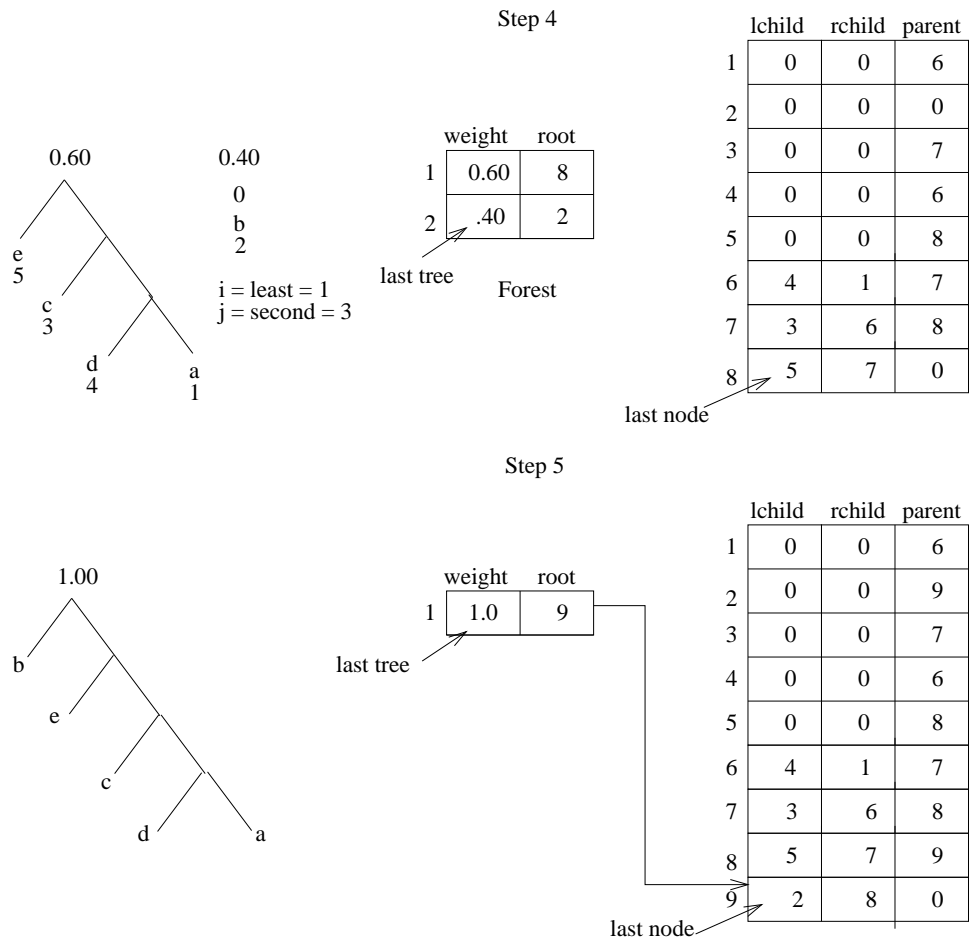 Step 4
lchild rchild parent
1 0 0 6
2 0 0 0
3 0 0 7
4 0 0 6
5 0 0 8
6 4 1 7
7 3 6 8
8 5 7 0
last node
weight root
1 0.60 8
2 .40 2
last tree
Forest
0.60
e
5
c
3
d
4
a
1
0.40
0
b
2
i = least = 1
j = second = 3
Step 5
lchild rchild parent
1 0 0 6
2 0 0 9
3 0 0 7
4 0 0 6
5 0 0 8
6 4 1 7
7 3 6 8
8 5 7 9
9 2 8 0
last node
weight root
1 1.0 9
last tree
1.00
b
e
c
d
a